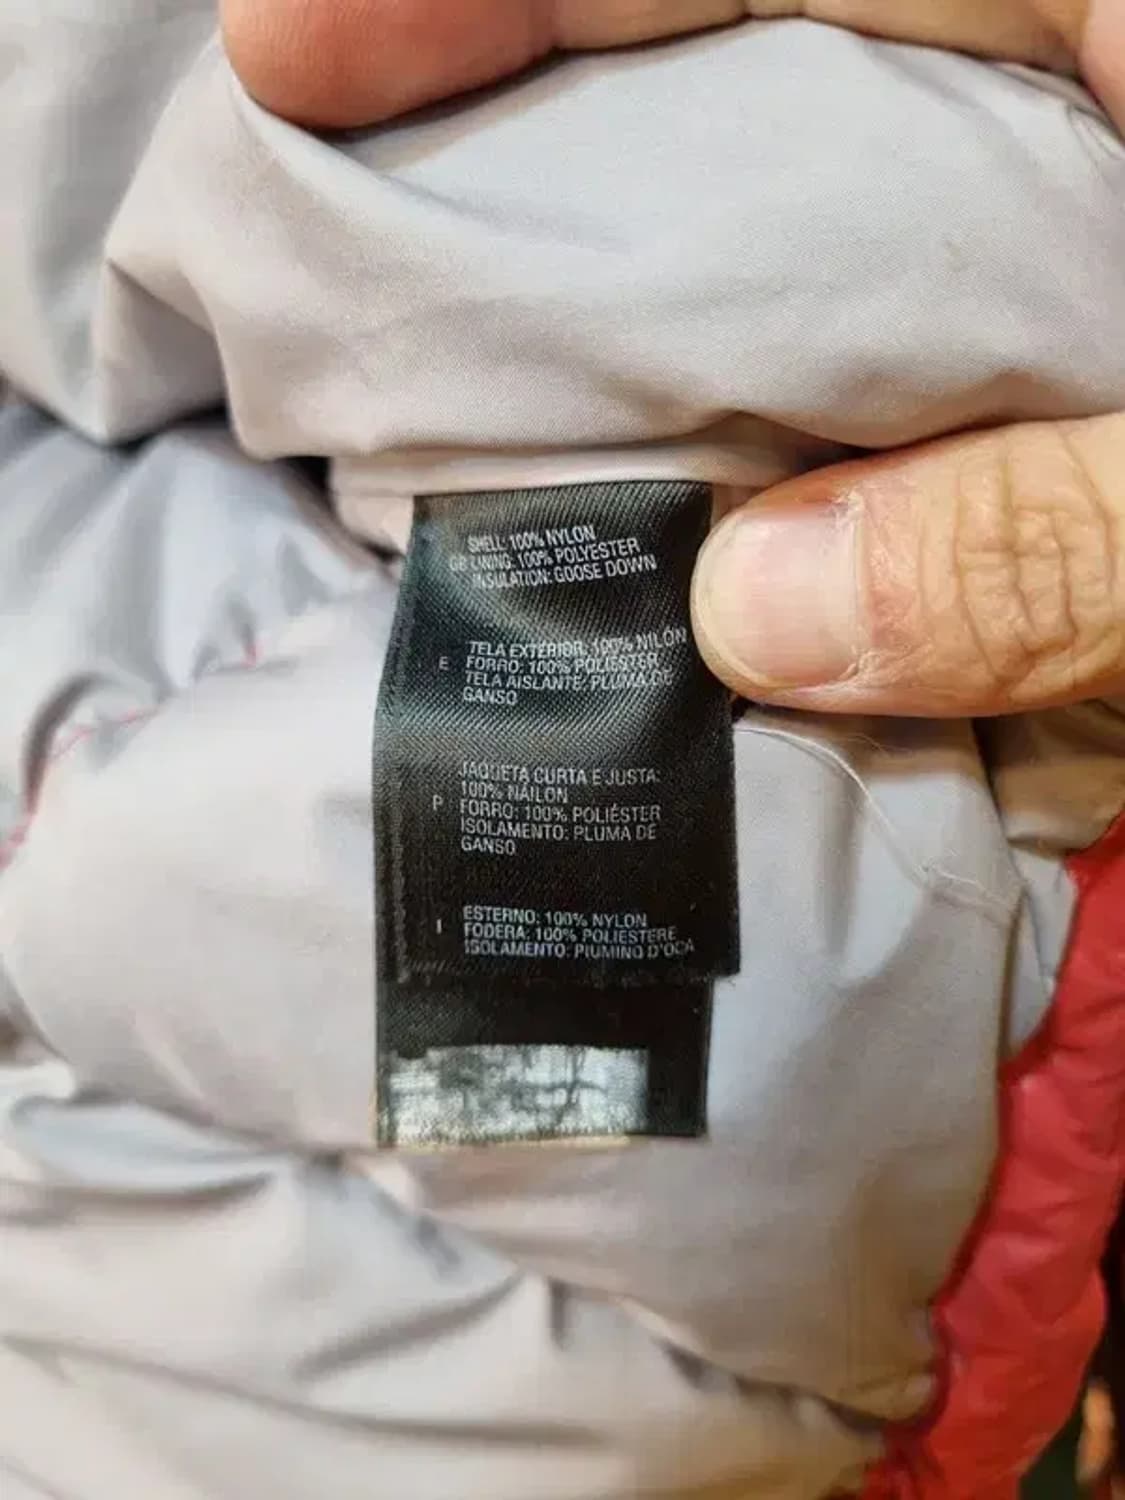 SHELL: 100% NYLON
GB LINING: 100% POLYESTER
INSULATION: GOOSE DOWN
TELA EXTERIOR: 100% NILÓN
E FORRO: 100% POLIÉSTER
TELA AISLANTE: PLUMA DE
GANSO
JAQUETA CURTA E JUSTA:
100% NÁILON
P FORRO: 100% POLIÉSTER
ISOLAMENTO: PLUMA DE
GANSO
ESTERNO: 100% NYLON
I FODERA: 100% POLIESTERE
ISOLAMENTO: PIUMINO D'OCA